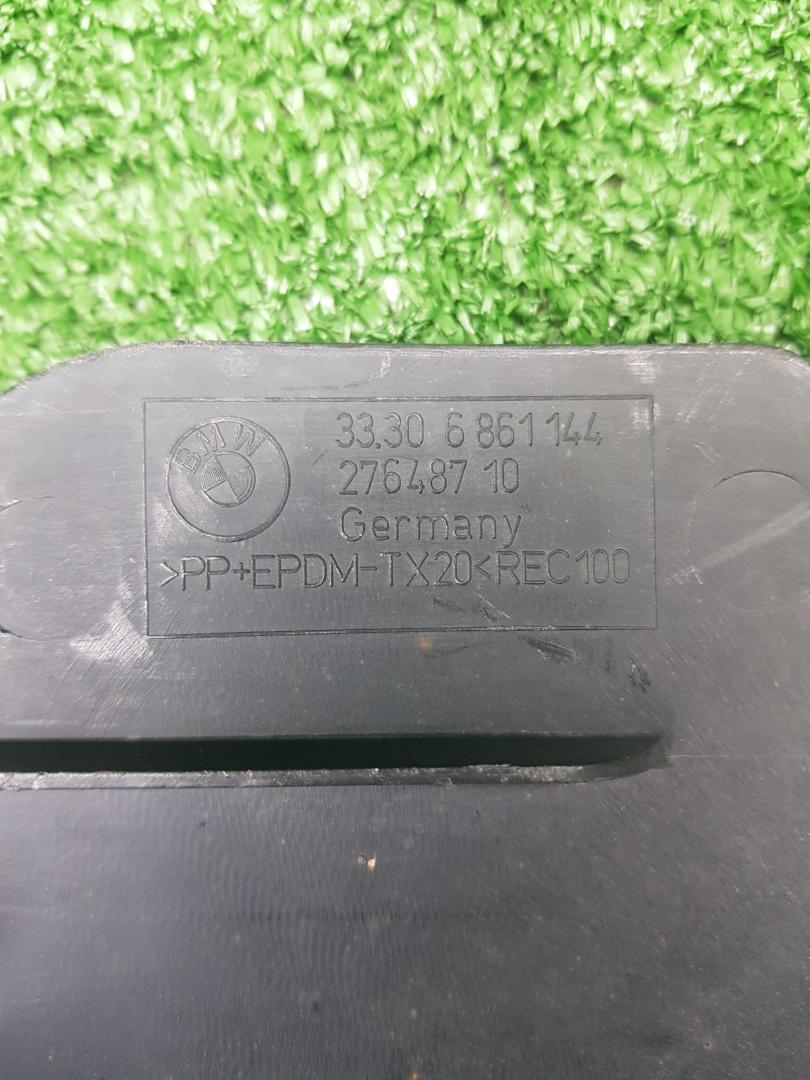 BMW
33.30 6 861 144
276487 10
Germany
>PP+EPDM-TX20<REC100